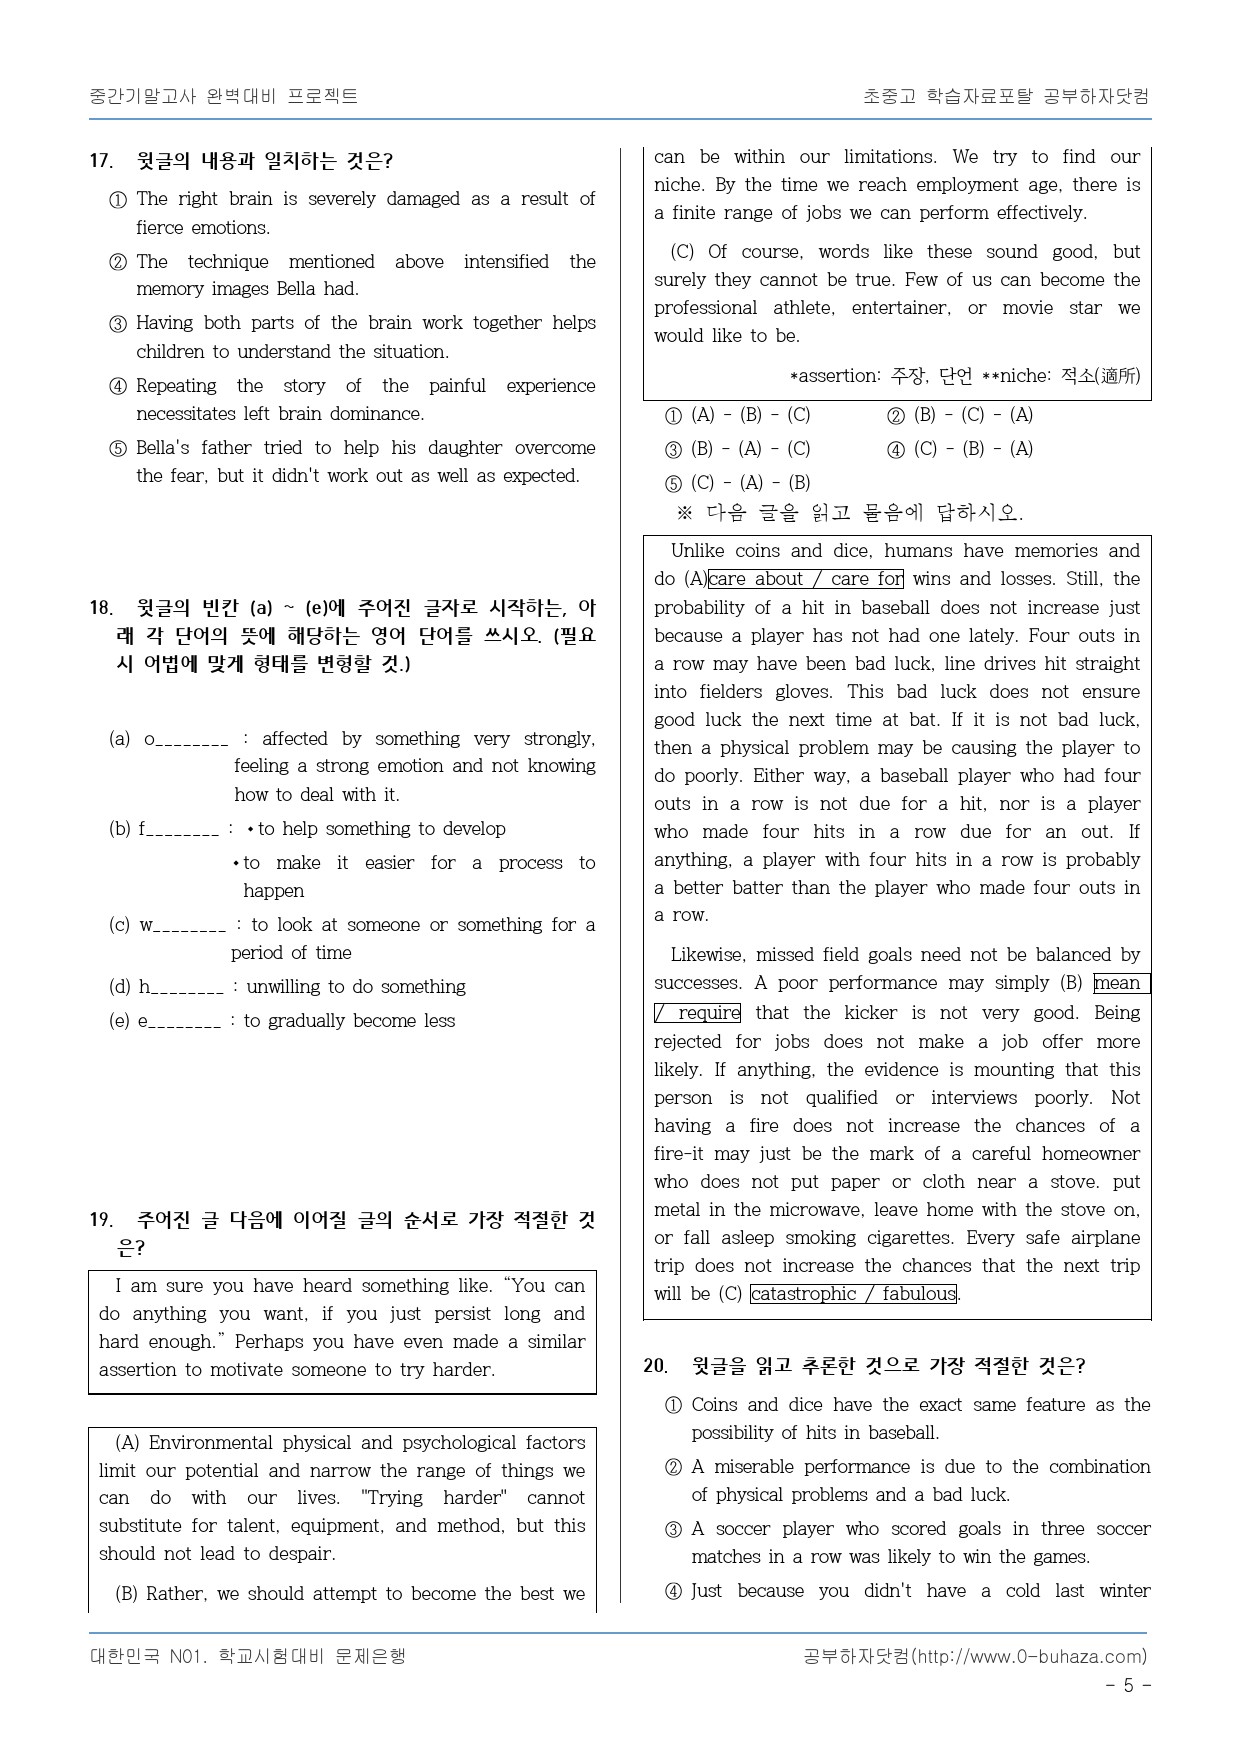 중간기말고사 완벽대비 프로젝트
초중고 학습자료포탈 공부하자닷컴
17. 윗글의 내용과 일치하는 것은?
① The right brain is severely damaged as a result of
fierce emotions.
② The technique mentioned above intensified the
memory images Bella had.
③ Having both parts of the brain work together helps
children to understand the situation.
④ Repeating the story of the painful experience
necessitates left brain dominance.
⑤ Bella's father tried to help his daughter overcome
the fear, but it didn't work out as well as expected.
18. 윗글의 빈칸 (a) ~ (e)에 주어진 글자로 시작하는, 아
래 각 단어의 뜻에 해당하는 영어 단어를 쓰시오. (필요
시 어법에 맞게 형태를 변형할 것.)
(a) o________ : affected by something very strongly,
feeling a strong emotion and not knowing
how to deal with it.
(b) f________ : ⬩to help something to develop
⬩to make it easier for a process to
happen
(c) w________ : to look at someone or something for a
period of time
(d) h________ : unwilling to do something
(e) e________ : to gradually become less
19. 주어진 글 다음에 이어질 글의 순서로 가장 적절한 것
은?
I am sure you have heard something like. “You can
do anything you want, if you just persist long and
hard enough.” Perhaps you have even made a similar
assertion to motivate someone to try harder.
(A) Environmental physical and psychological factors
limit our potential and narrow the range of things we
can do with our lives. "Trying harder" cannot
substitute for talent, equipment, and method, but this
should not lead to despair.
(B) Rather, we should attempt to become the best we
can be within our limitations. We try to find our
niche. By the time we reach employment age, there is
a finite range of jobs we can perform effectively.
(C) Of course, words like these sound good, but
surely they cannot be true. Few of us can become the
professional athlete, entertainer, or movie star we
would like to be.
*assertion: 주장, 단언 **niche: 적소(適所)
① (A) - (B) - (C) ② (B) - (C) - (A)
③ (B) - (A) - (C) ④ (C) - (B) - (A)
⑤ (C) - (A) - (B)
※ 다음 글을 읽고 물음에 답하시오.
Unlike coins and dice, humans have memories and
do (A)care about / care for wins and losses. Still, the
probability of a hit in baseball does not increase just
because a player has not had one lately. Four outs in
a row may have been bad luck, line drives hit straight
into fielders gloves. This bad luck does not ensure
good luck the next time at bat. If it is not bad luck,
then a physical problem may be causing the player to
do poorly. Either way, a baseball player who had four
outs in a row is not due for a hit, nor is a player
who made four hits in a row due for an out. If
anything, a player with four hits in a row is probably
a better batter than the player who made four outs in
a row.
Likewise, missed field goals need not be balanced by
successes. A poor performance may simply (B) mean
/ require that the kicker is not very good. Being
rejected for jobs does not make a job offer more
likely. If anything, the evidence is mounting that this
person is not qualified or interviews poorly. Not
having a fire does not increase the chances of a
fire-it may just be the mark of a careful homeowner
who does not put paper or cloth near a stove. put
metal in the microwave, leave home with the stove on,
or fall asleep smoking cigarettes. Every safe airplane
trip does not increase the chances that the next trip
will be (C) catastrophic / fabulous.
20. 윗글을 읽고 추론한 것으로 가장 적절한 것은?
① Coins and dice have the exact same feature as the
possibility of hits in baseball.
② A miserable performance is due to the combination
of physical problems and a bad luck.
③ A soccer player who scored goals in three soccer
matches in a row was likely to win the games.
④ Just because you didn't have a cold last winter
대한민국 N01. 학교시험대비 문제은행
공부하자닷컴(http://www.0-buhaza.com)
- 5 -